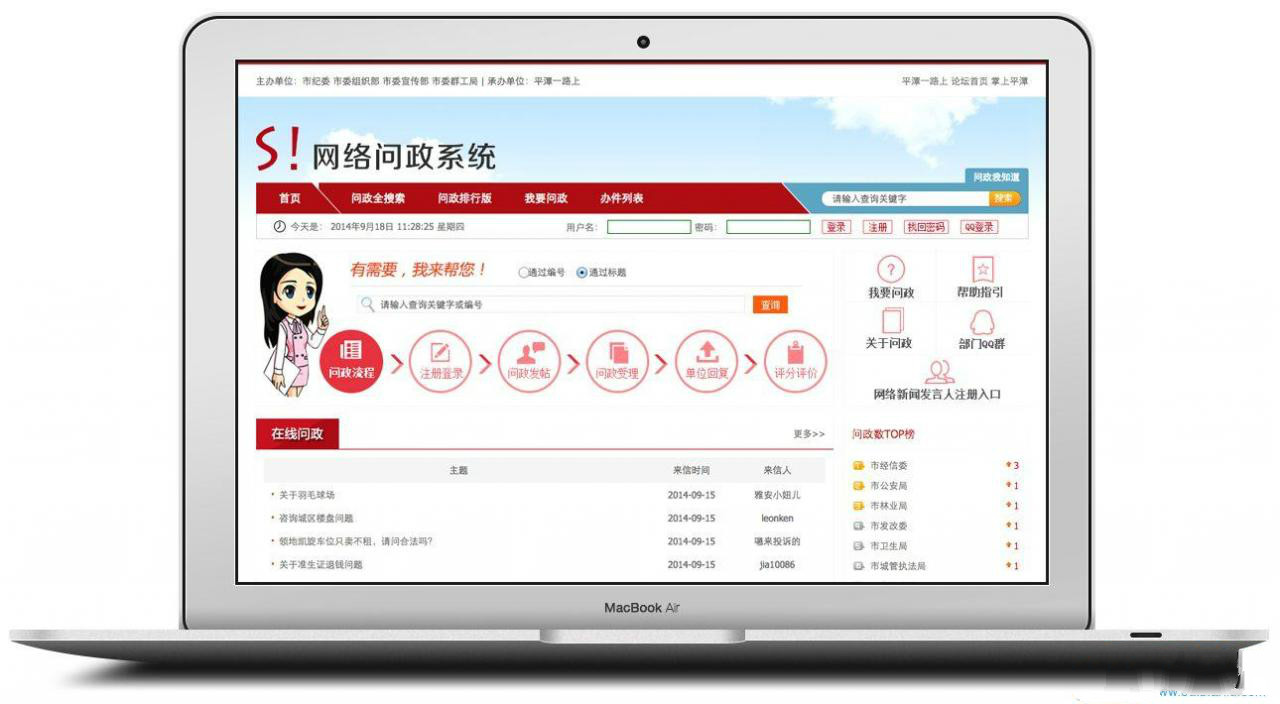 主办单位：市纪委 市委组织部 市委宣传部 市委群工局 | 承办单位：平潭一路上
平潭一路上 论坛首页 掌上平潭
S! 网络问政系统
问政我知道
首页 问政全搜索 问政排行版 我要问政 办件列表
请输入查询关键字 搜索
今天是： 2014年9月18日 11:28:25 星期四 用户名： 密码： 登录 注册 找回密码 QQ登录
有需要，我来帮您！ 通过编号 通过标题
请输入查询关键字或编号 查询
问政流程 注册登录 问政发帖 问政受理 单位回复 评分评价
我要问政 帮助指引
关于问政 部门QQ群
网络新闻发言人注册入口
在线问政 更多>>
主题 来信时间 来信人
关于羽毛球场 2014-09-15 雅安小妞儿
咨询城区楼盘问题 2014-09-15 leonken
领地凯旋车位只卖不租，请问合法吗? 2014-09-15 嗯来投诉的
关于准生证退钱问题 2014-09-15 jia10086
问政数TOP榜
市经信委 3
市公安局 1
市林业局 1
市发改委 1
市卫生局 1
市城管执法局 1
MacBook Air